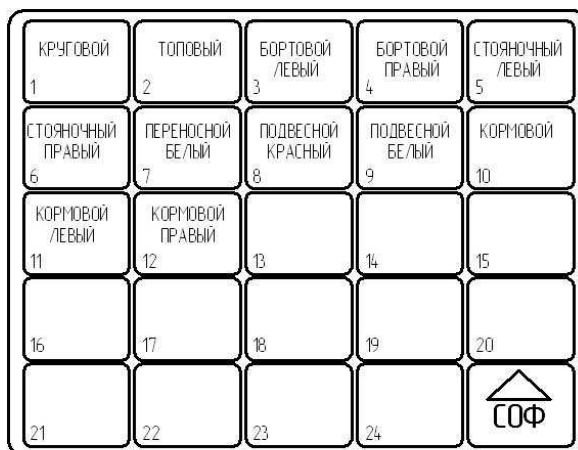 КРУГОВОЙ
1
ТОПОВЫЙ
2
БОРТОВОЙ
ЛЕВЫЙ
3
БОРТОВОЙ
ПРАВЫЙ
4
СТОЯНОЧНЫЙ
ЛЕВЫЙ
5
СТОЯНОЧНЫЙ
ПРАВЫЙ
6
ПЕРЕНОСНОЙ
БЕЛЫЙ
7
ПОДВЕСНОЙ
КРАСНЫЙ
8
ПОДВЕСНОЙ
БЕЛЫЙ
9
КОРМОВОЙ
10
КОРМОВОЙ
ЛЕВЫЙ
11
КОРМОВОЙ
ПРАВЫЙ
12
13
14
15
16
17
18
19
20
21
22
23
24
СОФ